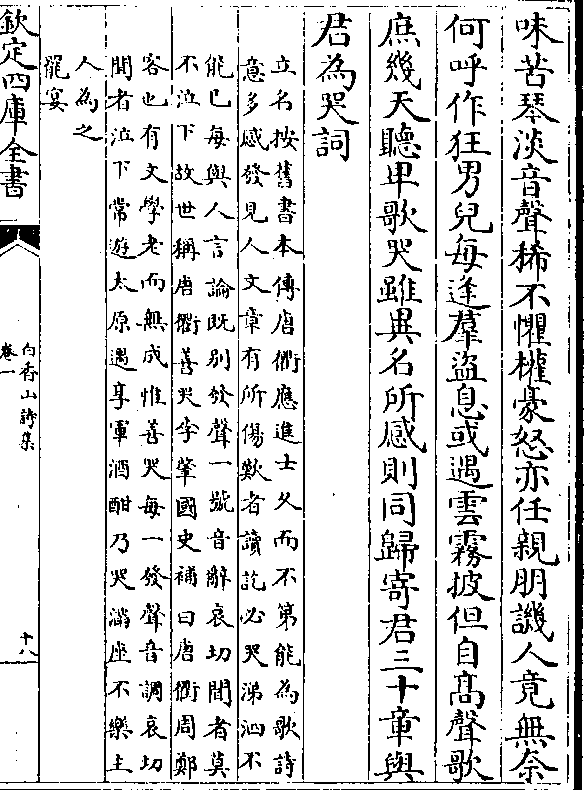 味苦琴淡音聲稀不懼權豪怒亦任親朋譏人竟無奈
何呼作狂男兒每逢羣盜息或遇雲霧披但自髙聲歌
庶幾天聽卑歌哭雖異名所感則同歸寄君三十章與
君為哭詞
立名按舊書本傳唐衢應進士久而不第能為歌詩
意多感發見人文章有所傷歎者讀訖必哭涕泗不
能已每與人言論既别發聲一號音辭哀切聞者莫
不泣下故世稱唐衢善哭李肇國史補曰唐衢周鄭
客也有文學老而無成惟善哭每一發聲音調哀切
聞者泣下常遊太原遇享軍酒酣乃哭滿座不樂主
人為之
罷宴
欽定四庫全書
白香山詩集
卷一
十八